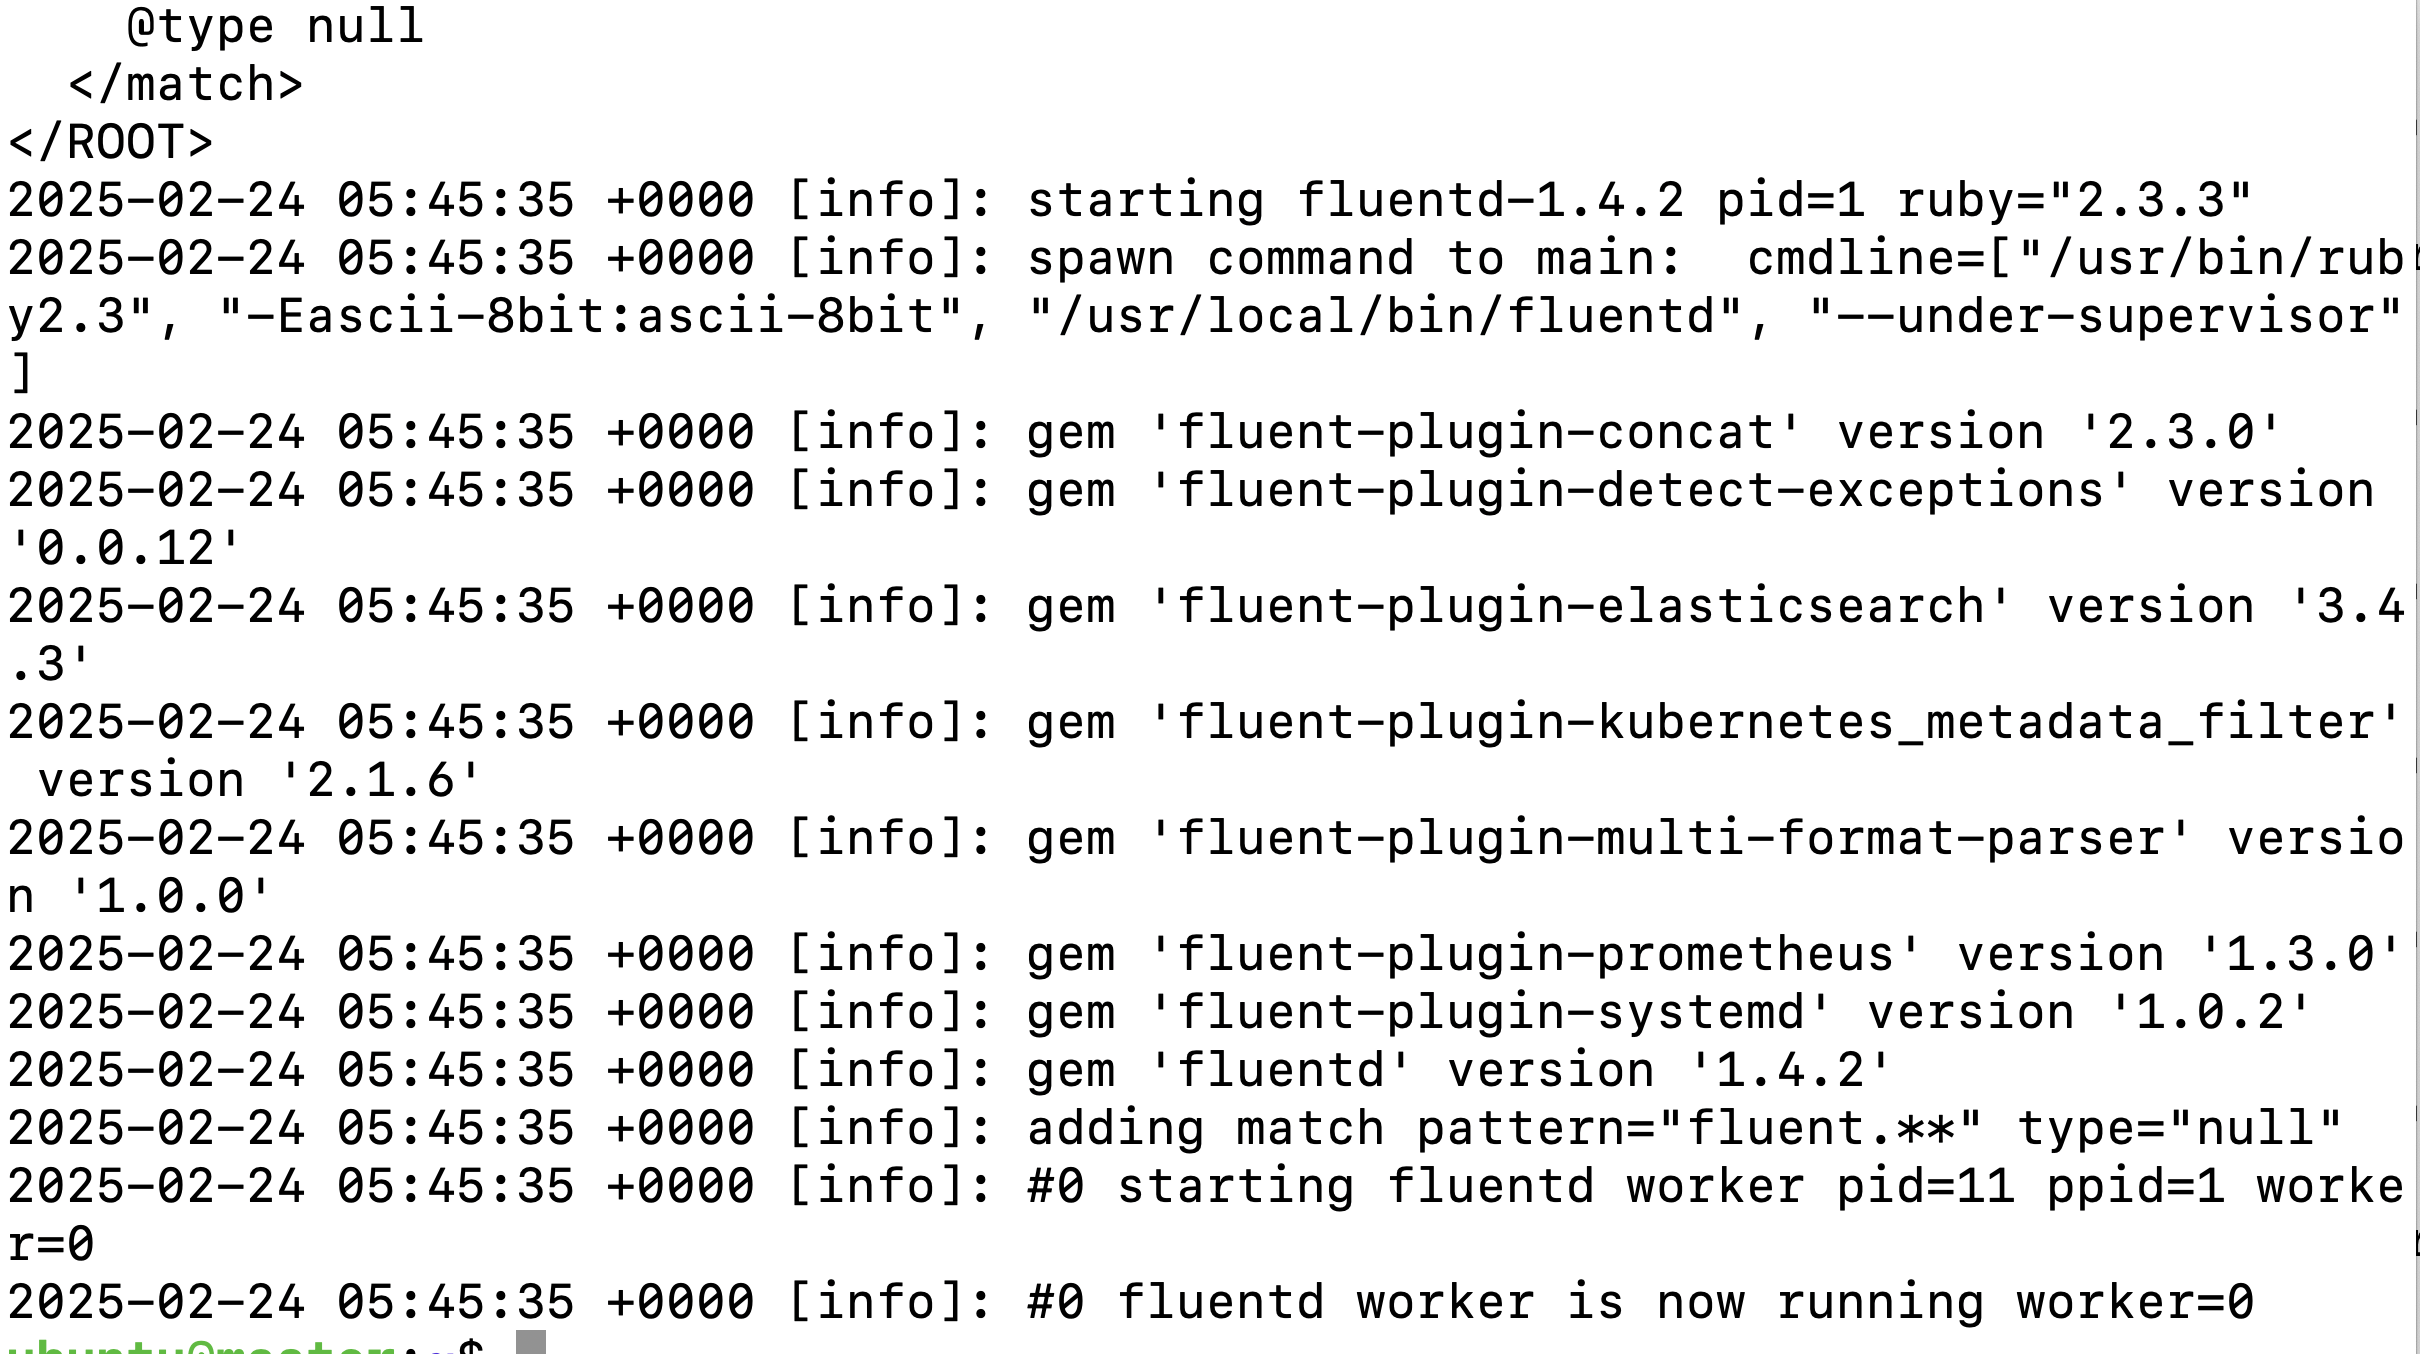 @type null
</match>
</ROOT>
2025-02-24 05:45:35 +0000 [info]: starting fluentd-1.4.2 pid=1 ruby="2.3.3"
2025-02-24 05:45:35 +0000 [info]: spawn command to main:  cmdline=["/usr/bin/rub
y2.3", "-Eascii-8bit:ascii-8bit", "/usr/local/bin/fluentd", "--under-supervisor"
]
2025-02-24 05:45:35 +0000 [info]: gem 'fluent-plugin-concat' version '2.3.0'
2025-02-24 05:45:35 +0000 [info]: gem 'fluent-plugin-detect-exceptions' version
'0.0.12'
2025-02-24 05:45:35 +0000 [info]: gem 'fluent-plugin-elasticsearch' version '3.4
.3'
2025-02-24 05:45:35 +0000 [info]: gem 'fluent-plugin-kubernetes_metadata_filter'
version '2.1.6'
2025-02-24 05:45:35 +0000 [info]: gem 'fluent-plugin-multi-format-parser' versio
n '1.0.0'
2025-02-24 05:45:35 +0000 [info]: gem 'fluent-plugin-prometheus' version '1.3.0'
2025-02-24 05:45:35 +0000 [info]: gem 'fluent-plugin-systemd' version '1.0.2'
2025-02-24 05:45:35 +0000 [info]: gem 'fluentd' version '1.4.2'
2025-02-24 05:45:35 +0000 [info]: adding match pattern="fluent.**" type="null"
2025-02-24 05:45:35 +0000 [info]: #0 starting fluentd worker pid=11 ppid=1 worke
r=0
2025-02-24 05:45:35 +0000 [info]: #0 fluentd worker is now running worker=0
ubuntu@master:~$